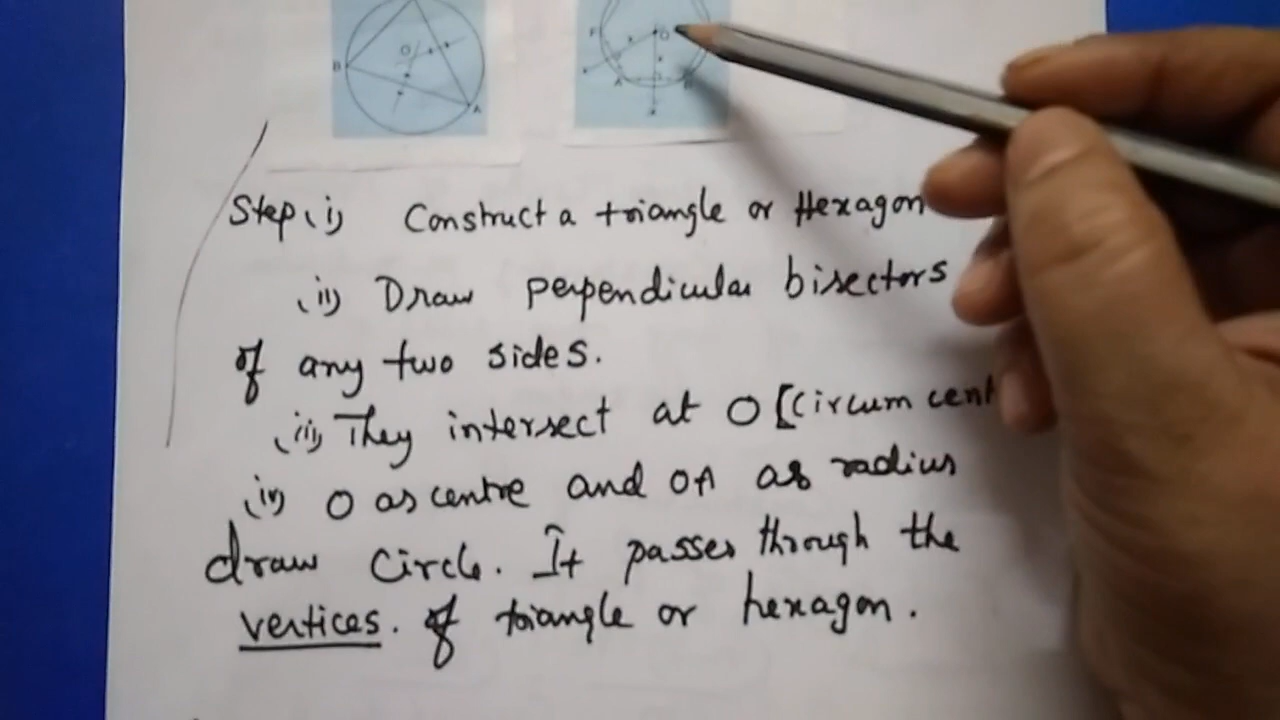 B
O
A
F
O
A
B
Step (i) Construct a triangle or Hexagon
(ii) Draw perpendicular bisectors
of any two sides.
(iii) They intersect at O [Circum cent
(iv) O as centre and OA as radius
draw circle. It passes through the
vertices. of triangle or hexagon.